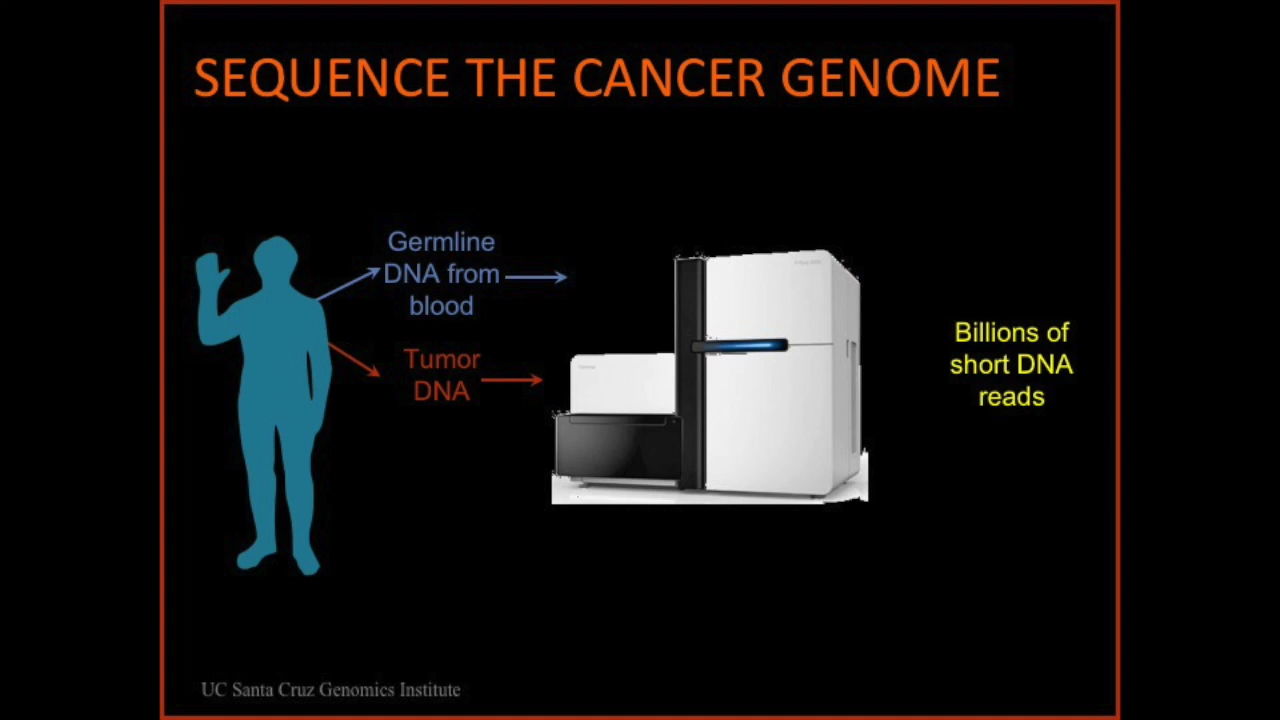 SEQUENCE THE CANCER GENOME
Germline
DNA from
blood
Tumor
DNA
Billions of
short DNA
reads
UC Santa Cruz Genomics Institute